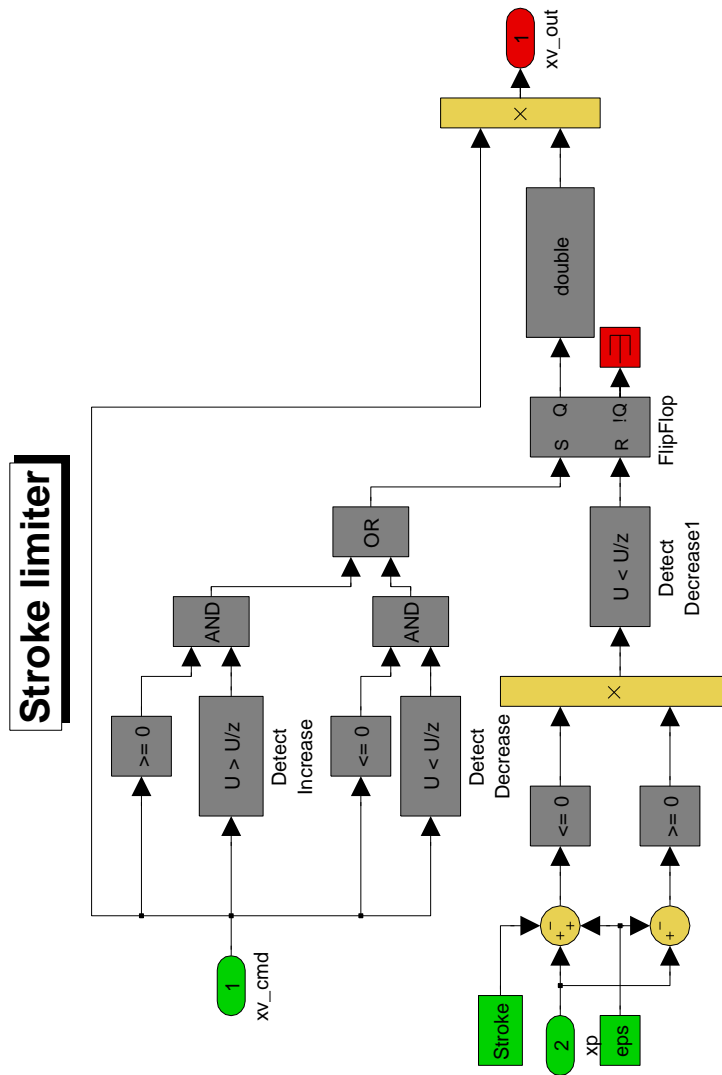 Stroke limiter
1
xv_cmd
>= 0
U > U/z
Detect
Increase
<= 0
U < U/z
Detect
Decrease
AND
AND
OR
Stroke
2
xp
eps
+
-
+
+
-
<= 0
>= 0
×
U < U/z
Detect
Decrease1
S Q
R !Q
FlipFlop
double
×
1
xv_out